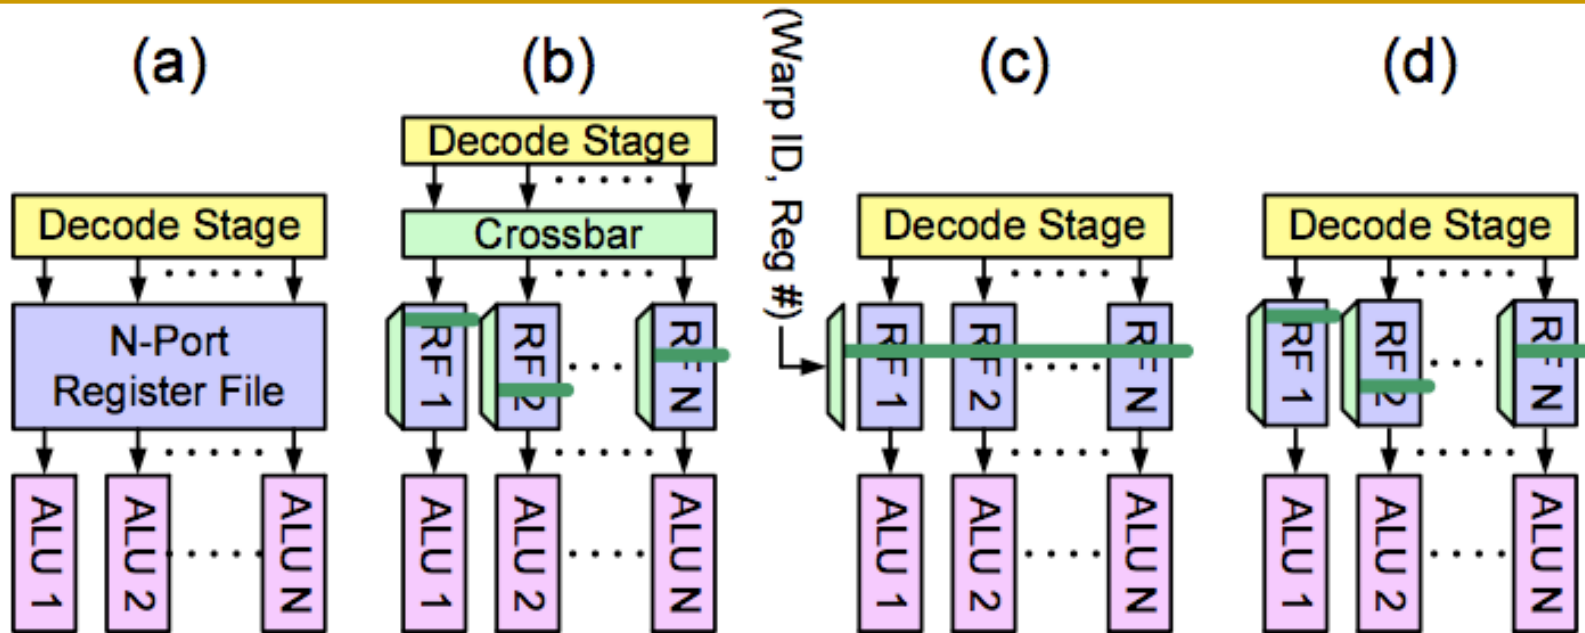 (a)
Decode Stage
N-Port
Register File
ALU 1
ALU 2
ALU N
(b)
Decode Stage
Crossbar
RF 1
RF 2
RF N
ALU 1
ALU 2
ALU N
(Warp ID, Reg #)
(c)
Decode Stage
RF 1
RF 2
RF N
ALU 1
ALU 2
ALU N
(d)
Decode Stage
RF 1
RF 2
RF N
ALU 1
ALU 2
ALU N